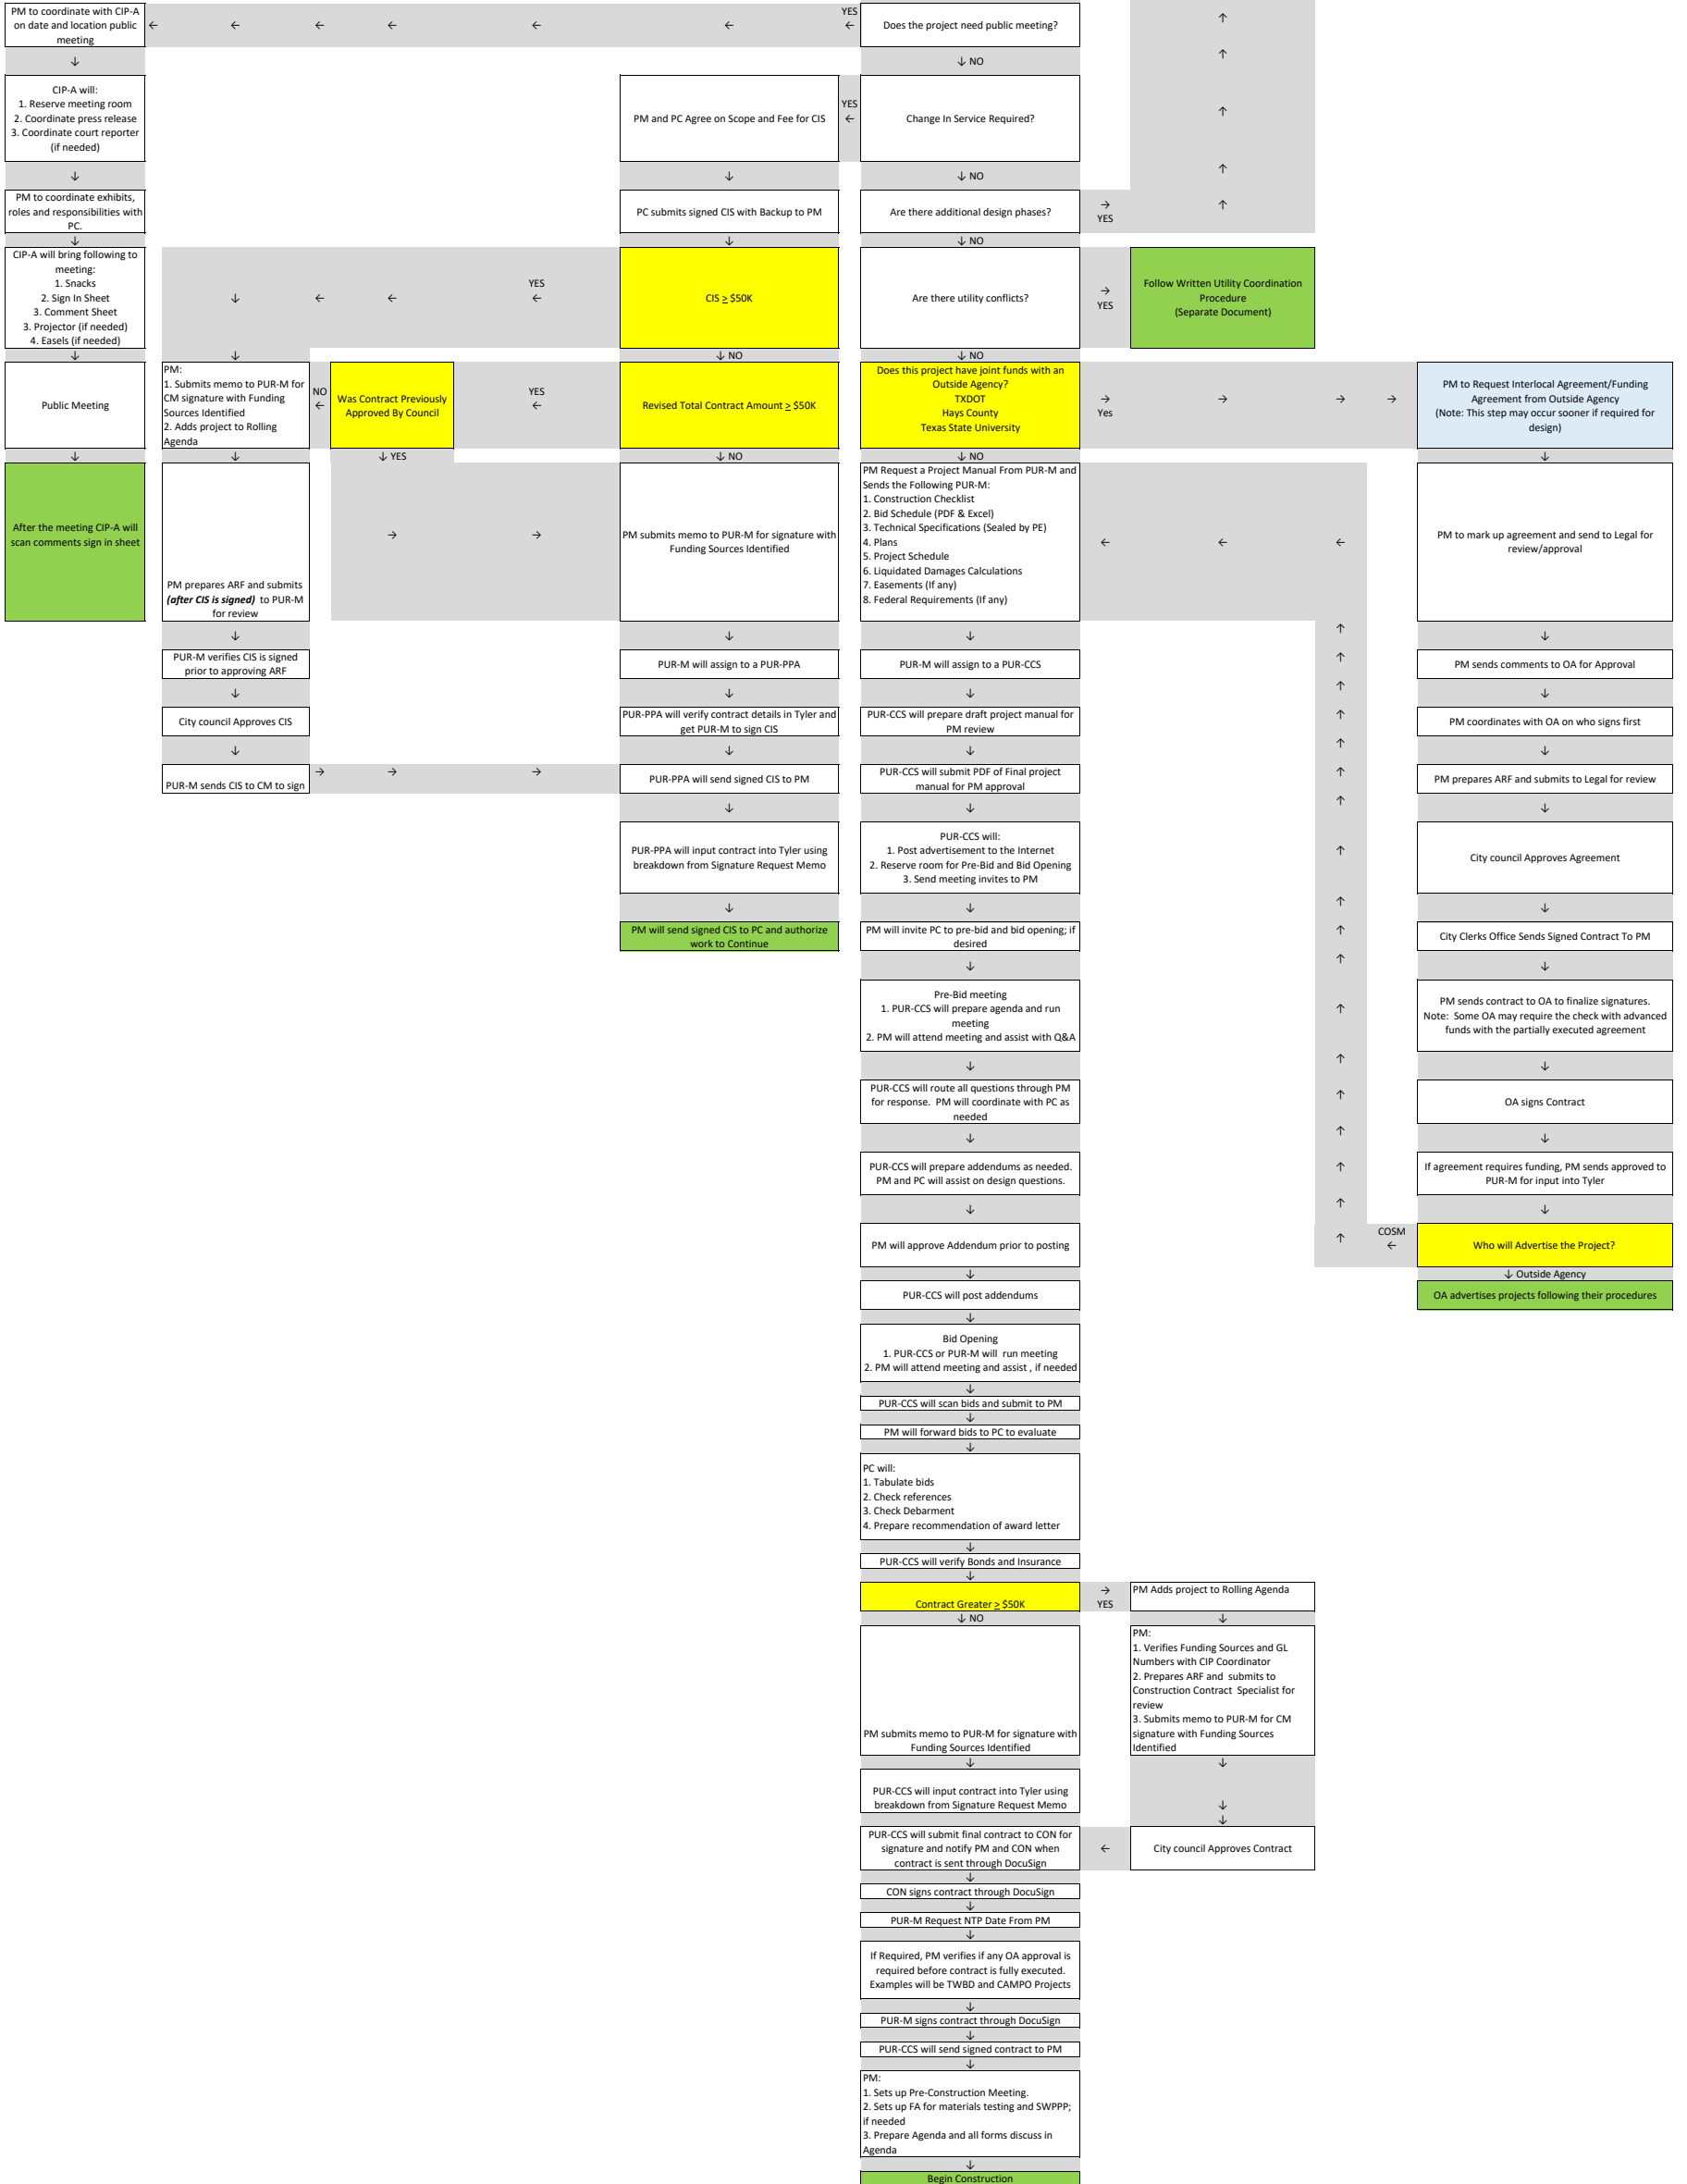 PM to coordinate with CIP-A
on date and location public
meeting
← ← ← ← ← ← YES
←
Does the project need public meeting?
↑
↓
↓ NO
↑
CIP-A will:
1. Reserve meeting room
2. Coordinate press release
3. Coordinate court reporter
(if needed)
PM and PC Agree on Scope and Fee for CIS
YES
←
Change In Service Required?
↑
↓
↓
↓ NO
↑
PM to coordinate exhibits,
roles and responsibilities with
PC.
PC submits signed CIS with Backup to PM
Are there additional design phases?
→
YES
↑
↓
↓
↓ NO
CIP-A will bring following to
meeting:
1. Snacks
2. Sign In Sheet
3. Comment Sheet
3. Projector (if needed)
4. Easels (if needed)
↓ ← ← YES
←
CIS ≥ $50K
Are there utility conflicts?
→
YES
Follow Written Utility Coordination
Procedure
(Separate Document)
↓
↓
↓ NO
↓ NO
Public Meeting
PM:
1. Submits memo to PUR-M for
CM signature with Funding
Sources Identified
2. Adds project to Rolling
Agenda
NO
←
Was Contract Previously
Approved By Council
YES
←
Revised Total Contract Amount ≥ $50K
Does this project have joint funds with an
Outside Agency?
TXDOT
Hays County
Texas State University
→
Yes
→ → →
PM to Request Interlocal Agreement/Funding
Agreement from Outside Agency
(Note: This step may occur sooner if required for
design)
↓
↓
↓ YES
↓ NO
↓ NO
↓
After the meeting CIP-A will
scan comments sign in sheet
PM prepares ARF and submits
(after CIS is signed) to PUR-M
for review
→ →
PM submits memo to PUR-M for signature with
Funding Sources Identified
PM Request a Project Manual From PUR-M and
Sends the Following PUR-M:
1. Construction Checklist
2. Bid Schedule (PDF & Excel)
3. Technical Specifications (Sealed by PE)
4. Plans
5. Project Schedule
6. Liquidated Damages Calculations
7. Easements (If any)
8. Federal Requirements (If any)
← ← ←
PM to mark up agreement and send to Legal for
review/approval
↓ ↓ ↓ ↑ ↓
PUR-M verifies CIS is signed
prior to approving ARF
PUR-M will assign to a PUR-PPA
PUR-M will assign to a PUR-CCS
↑
PM sends comments to OA for Approval
↓ ↓ ↓ ↑ ↓
City council Approves CIS
PUR-PPA will verify contract details in Tyler and
get PUR-M to sign CIS
PUR-CCS will prepare draft project manual for
PM review
↑
PM coordinates with OA on who signs first
↓ ↓ ↓ ↑ ↓
PUR-M sends CIS to CM to sign
→ → →
PUR-PPA will send signed CIS to PM
PUR-CCS will submit PDF of Final project
manual for PM approval
↑
PM prepares ARF and submits to Legal for review
↓ ↓ ↑ ↓
PUR-PPA will input contract into Tyler using
breakdown from Signature Request Memo
PUR-CCS will:
1. Post advertisement to the Internet
2. Reserve room for Pre-Bid and Bid Opening
3. Send meeting invites to PM
↑
City council Approves Agreement
↓ ↓ ↑ ↓
PM will send signed CIS to PC and authorize
work to Continue
PM will invite PC to pre-bid and bid opening; if
desired
↑
City Clerks Office Sends Signed Contract To PM
↓ ↑ ↓
Pre-Bid meeting
1. PUR-CCS will prepare agenda and run
meeting
2. PM will attend meeting and assist with Q&A
↑
PM sends contract to OA to finalize signatures.
Note: Some OA may require the check with advanced
funds with the partially executed agreement
↓ ↑ ↓
PUR-CCS will route all questions through PM
for response. PM will coordinate with PC as
needed
↑
OA signs Contract
↓ ↑ ↓
PUR-CCS will prepare addendums as needed.
PM and PC will assist on design questions.
↑
If agreement requires funding, PM sends approved to
PUR-M for input into Tyler
↓ ↑ ↓
PM will approve Addendum prior to posting
↑
COSM
←
Who will Advertise the Project?
↓
↓ Outside Agency
PUR-CCS will post addendums
OA advertises projects following their procedures
↓
Bid Opening
1. PUR-CCS or PUR-M will run meeting
2. PM will attend meeting and assist , if needed
↓
PUR-CCS will scan bids and submit to PM
↓
PM will forward bids to PC to evaluate
↓
PC will:
1. Tabulate bids
2. Check references
3. Check Debarment
4. Prepare recommendation of award letter
↓
PUR-CCS will verify Bonds and Insurance
↓
Contract Greater ≥ $50K
→
YES
PM Adds project to Rolling Agenda
↓ NO
↓
PM submits memo to PUR-M for signature with
Funding Sources Identified
PM:
1. Verifies Funding Sources and GL
Numbers with CIP Coordinator
2. Prepares ARF and submits to
Construction Contract Specialist for
review
3. Submits memo to PUR-M for CM
signature with Funding Sources
Identified
↓
↓
PUR-CCS will input contract into Tyler using
breakdown from Signature Request Memo
↓
↓
PUR-CCS will submit final contract to CON for
signature and notify PM and CON when
contract is sent through DocuSign
←
City council Approves Contract
↓
CON signs contract through DocuSign
↓
PUR-M Request NTP Date From PM
↓
If Required, PM verifies if any OA approval is
required before contract is fully executed.
Examples will be TWBD and CAMPO Projects
↓
PUR-M signs contract through DocuSign
↓
PUR-CCS will send signed contract to PM
↓
PM:
1. Sets up Pre-Construction Meeting.
2. Sets up FA for materials testing and SWPPP;
if needed
3. Prepare Agenda and all forms discuss in
Agenda
↓
Begin Construction